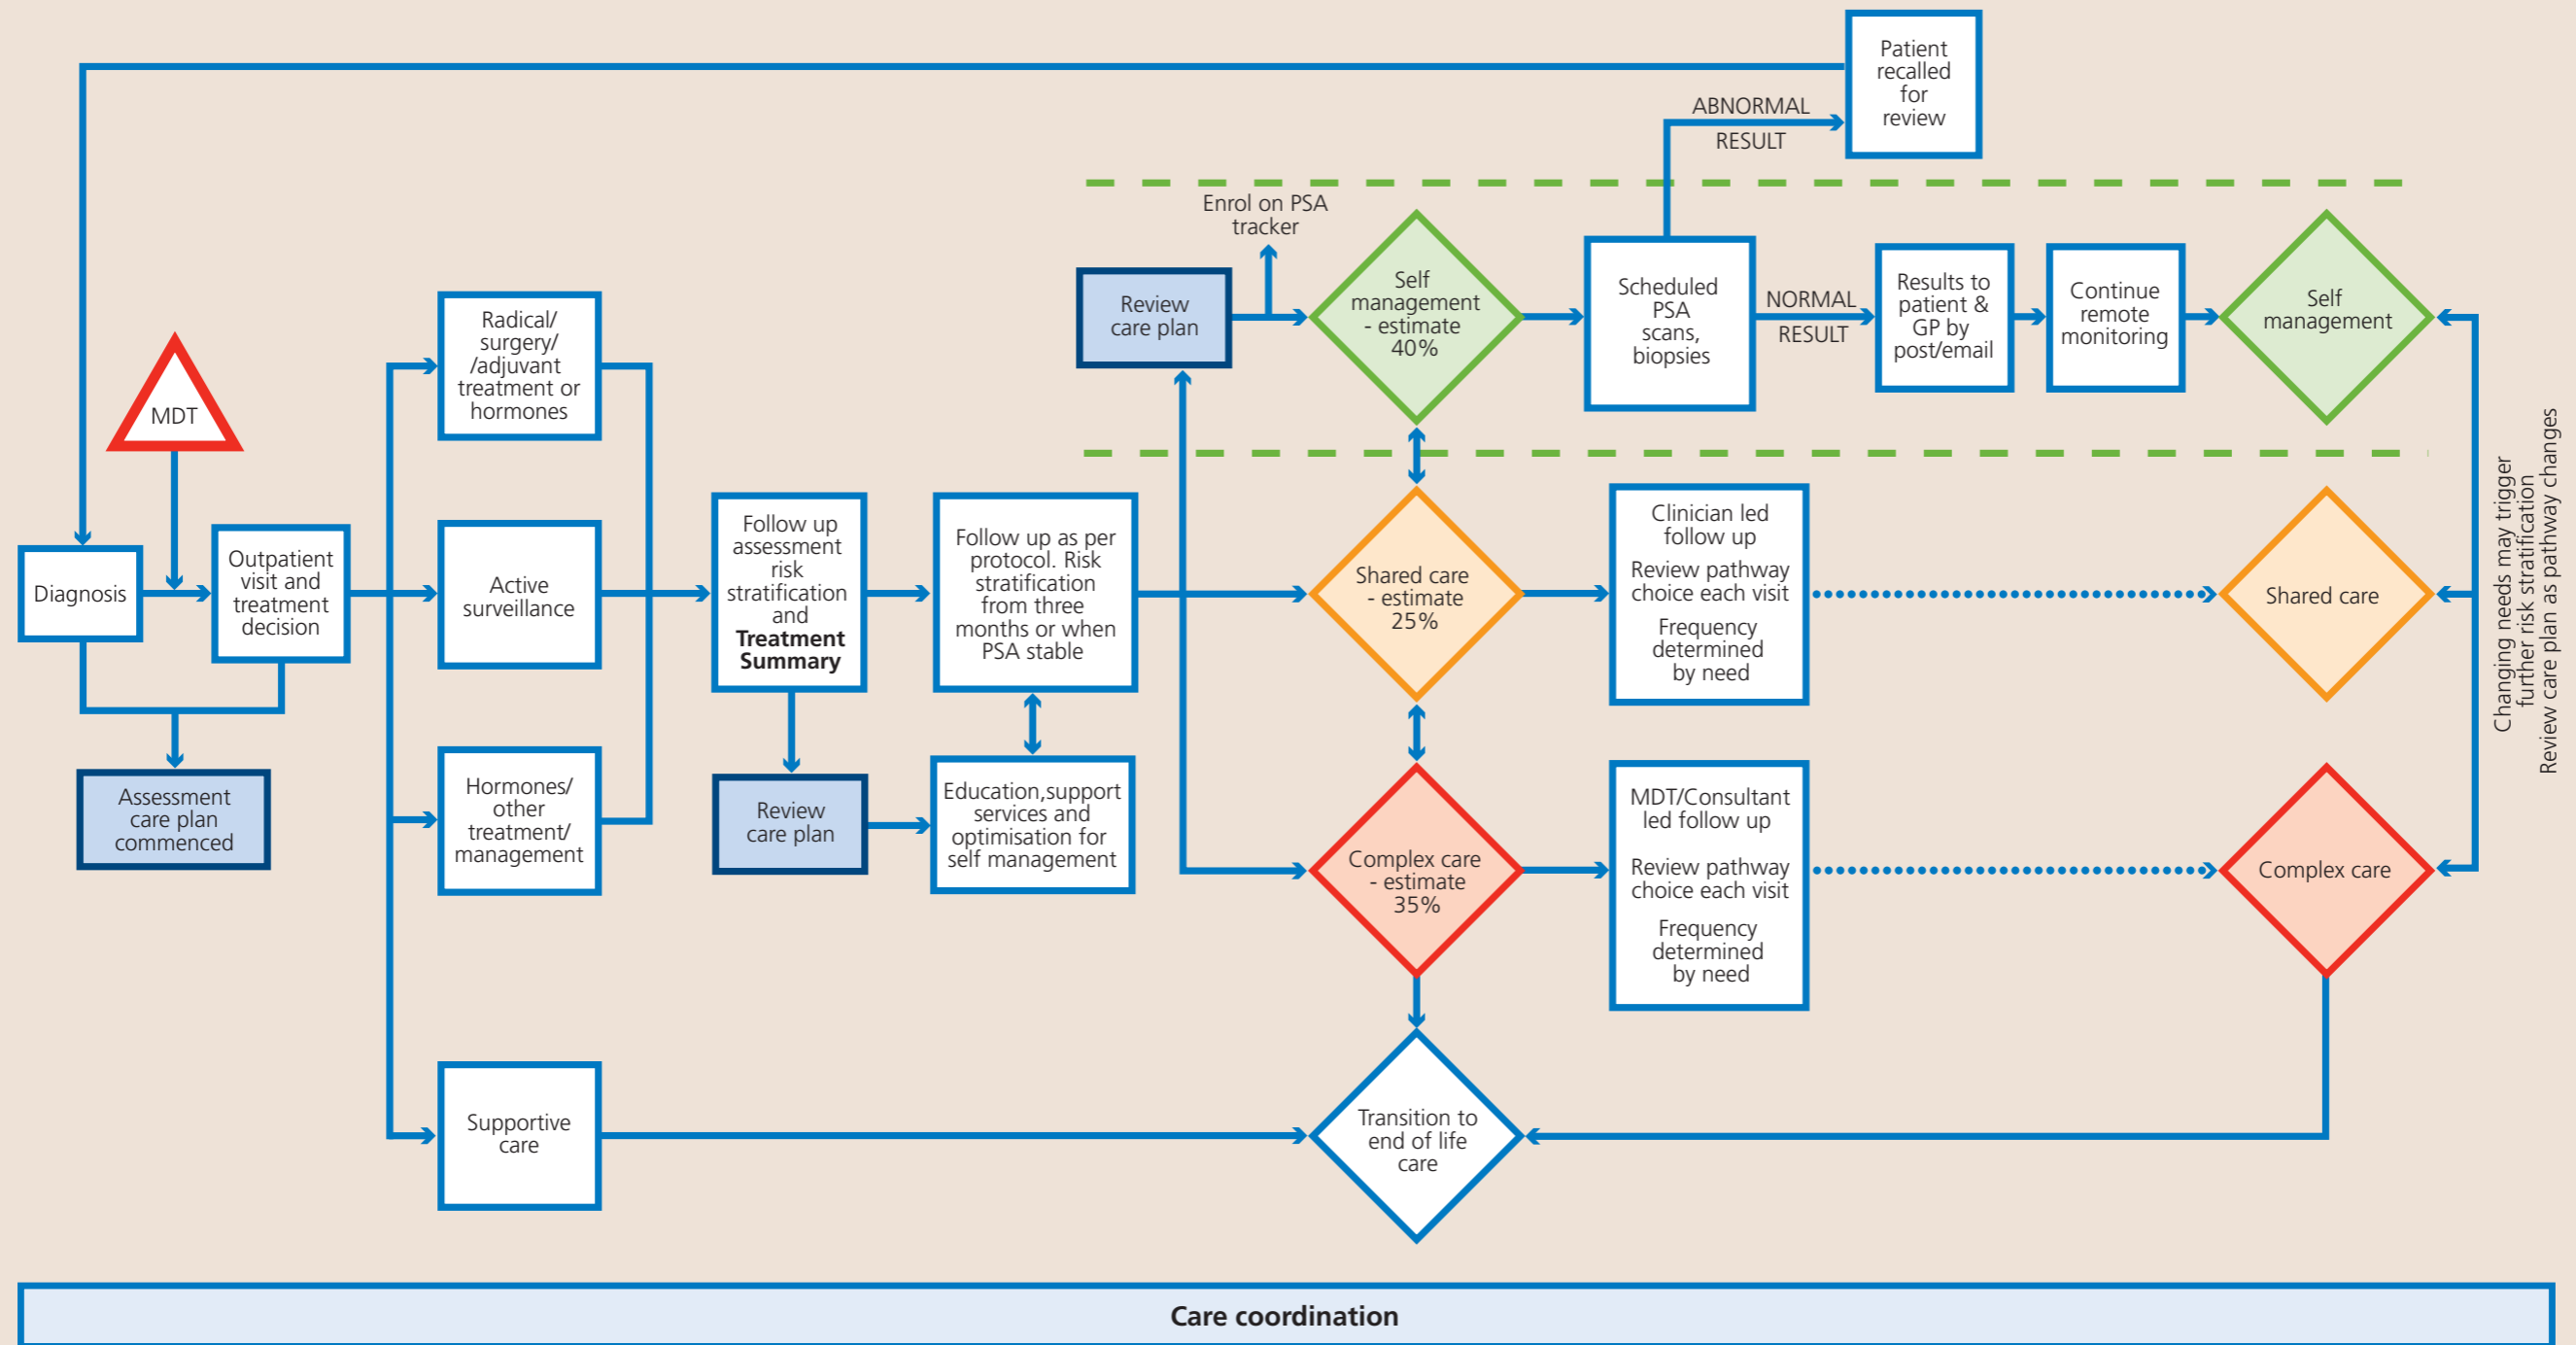 Patient
recalled
for
review
ABNORMAL
RESULT
Enrol on PSA
tracker
Review
care plan
Self
management
- estimate
40%
Scheduled
PSA
scans,
biopsies
NORMAL
RESULT
Results to
patient &
GP by
post/email
Continue
remote
monitoring
Self
management
MDT
Radical/
surgery/
/adjuvant
treatment or
hormones
Diagnosis
Outpatient
visit and
treatment
decision
Active
surveillance
Follow up
assessment
risk
stratification
and
Treatment
Summary
Follow up as per
protocol. Risk
stratification
from three
months or when
PSA stable
Shared care
- estimate
25%
Clinician led
follow up
Review pathway
choice each visit
Frequency
determined
by need
Shared care
Changing needs may trigger
further risk stratification
Review care plan as pathway changes
Assessment
care plan
commenced
Hormones/
other
treatment/
management
Review
care plan
Education,support
services and
optimisation for
self management
Complex care
- estimate
35%
MDT/Consultant
led follow up
Review pathway
choice each visit
Frequency
determined
by need
Complex care
Supportive
care
Transition to
end of life
care
Care coordination